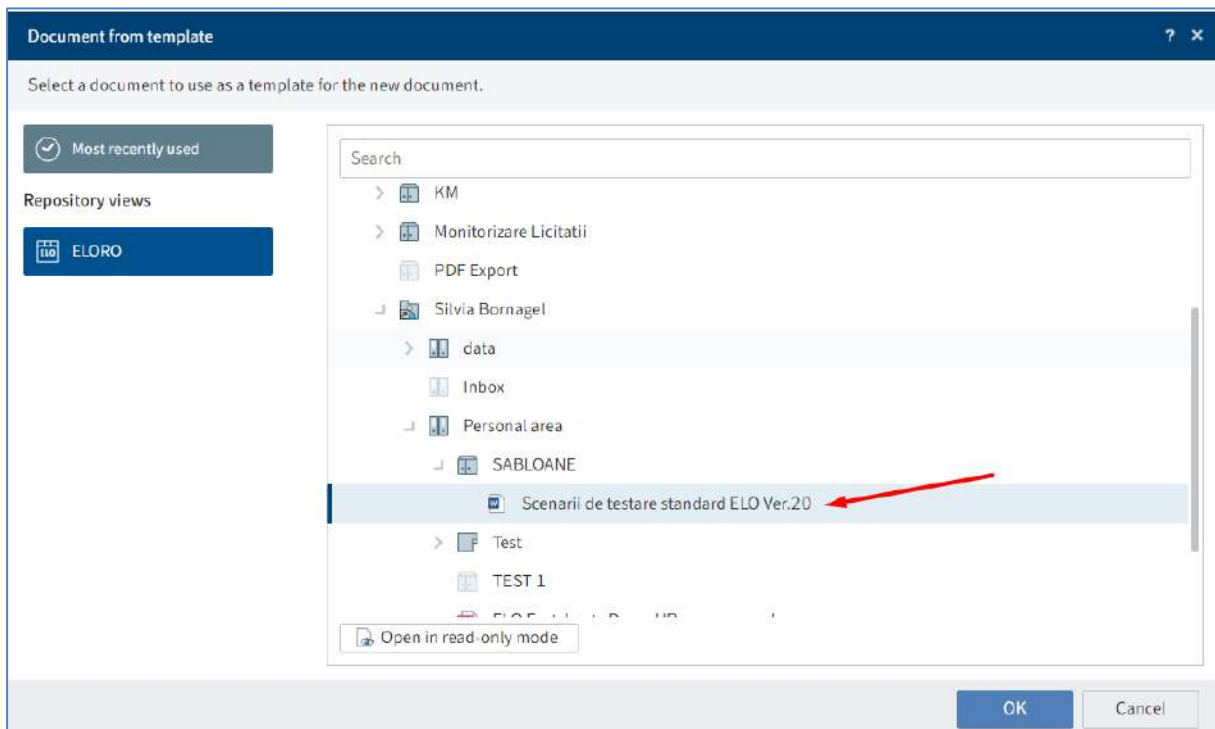 Document from template
? ×
Select a document to use as a template for the new document.
Most recently used
Search
Repository views
ELO ELORO
KM
Monitorizare Licitatii
PDF Export
Silvia Bornagel
data
Inbox
Personal area
SABLOANE
Scenarii de testare standard ELO Ver.20
Test
TEST 1
Open in read-only mode
OK Cancel